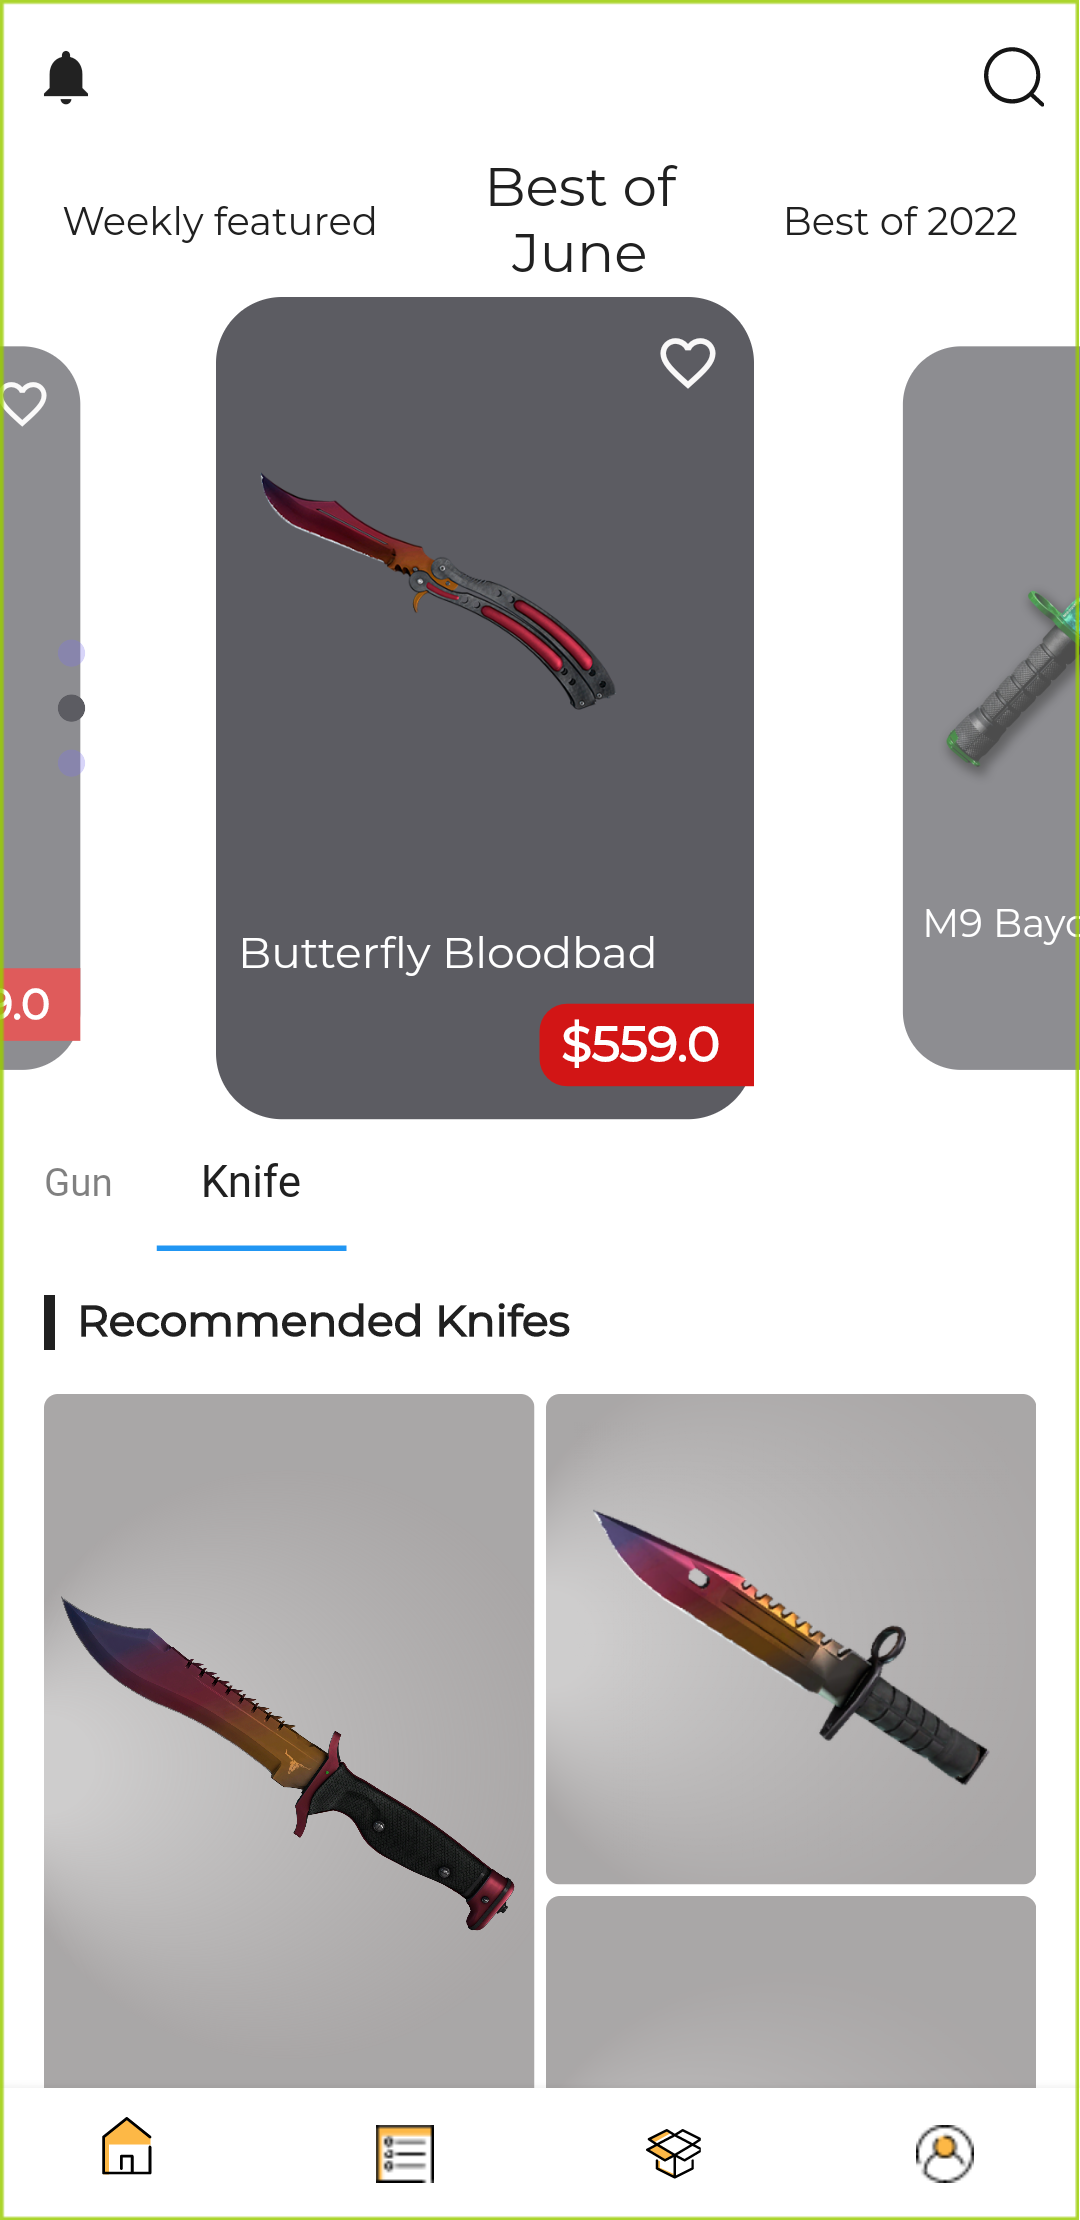 Weekly featured
Best of
June
Best of 2022
M9 Bayo
Butterfly Bloodbad
9.0
$559.0
Gun
Knife
Recommended Knifes